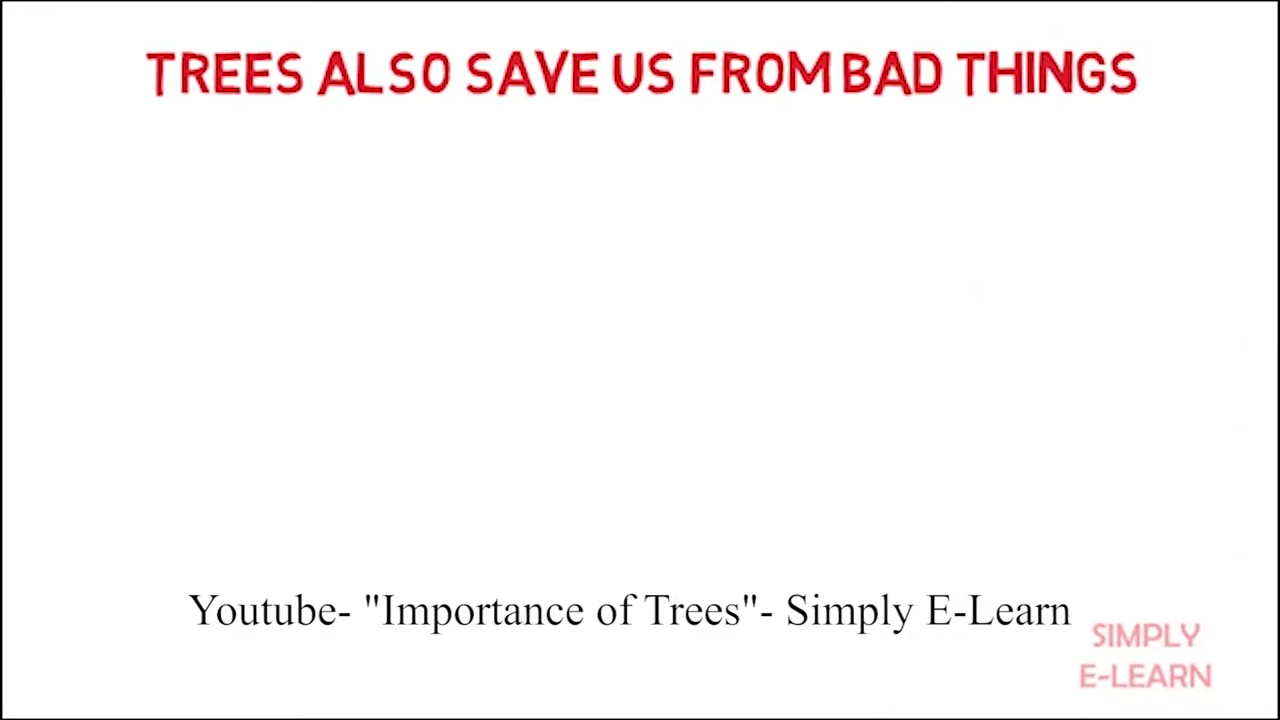 TREES ALSO SAVE US FROM BAD THINGS
Youtube- "Importance of Trees"- Simply E-Learn
SIMPLY
E-LEARN